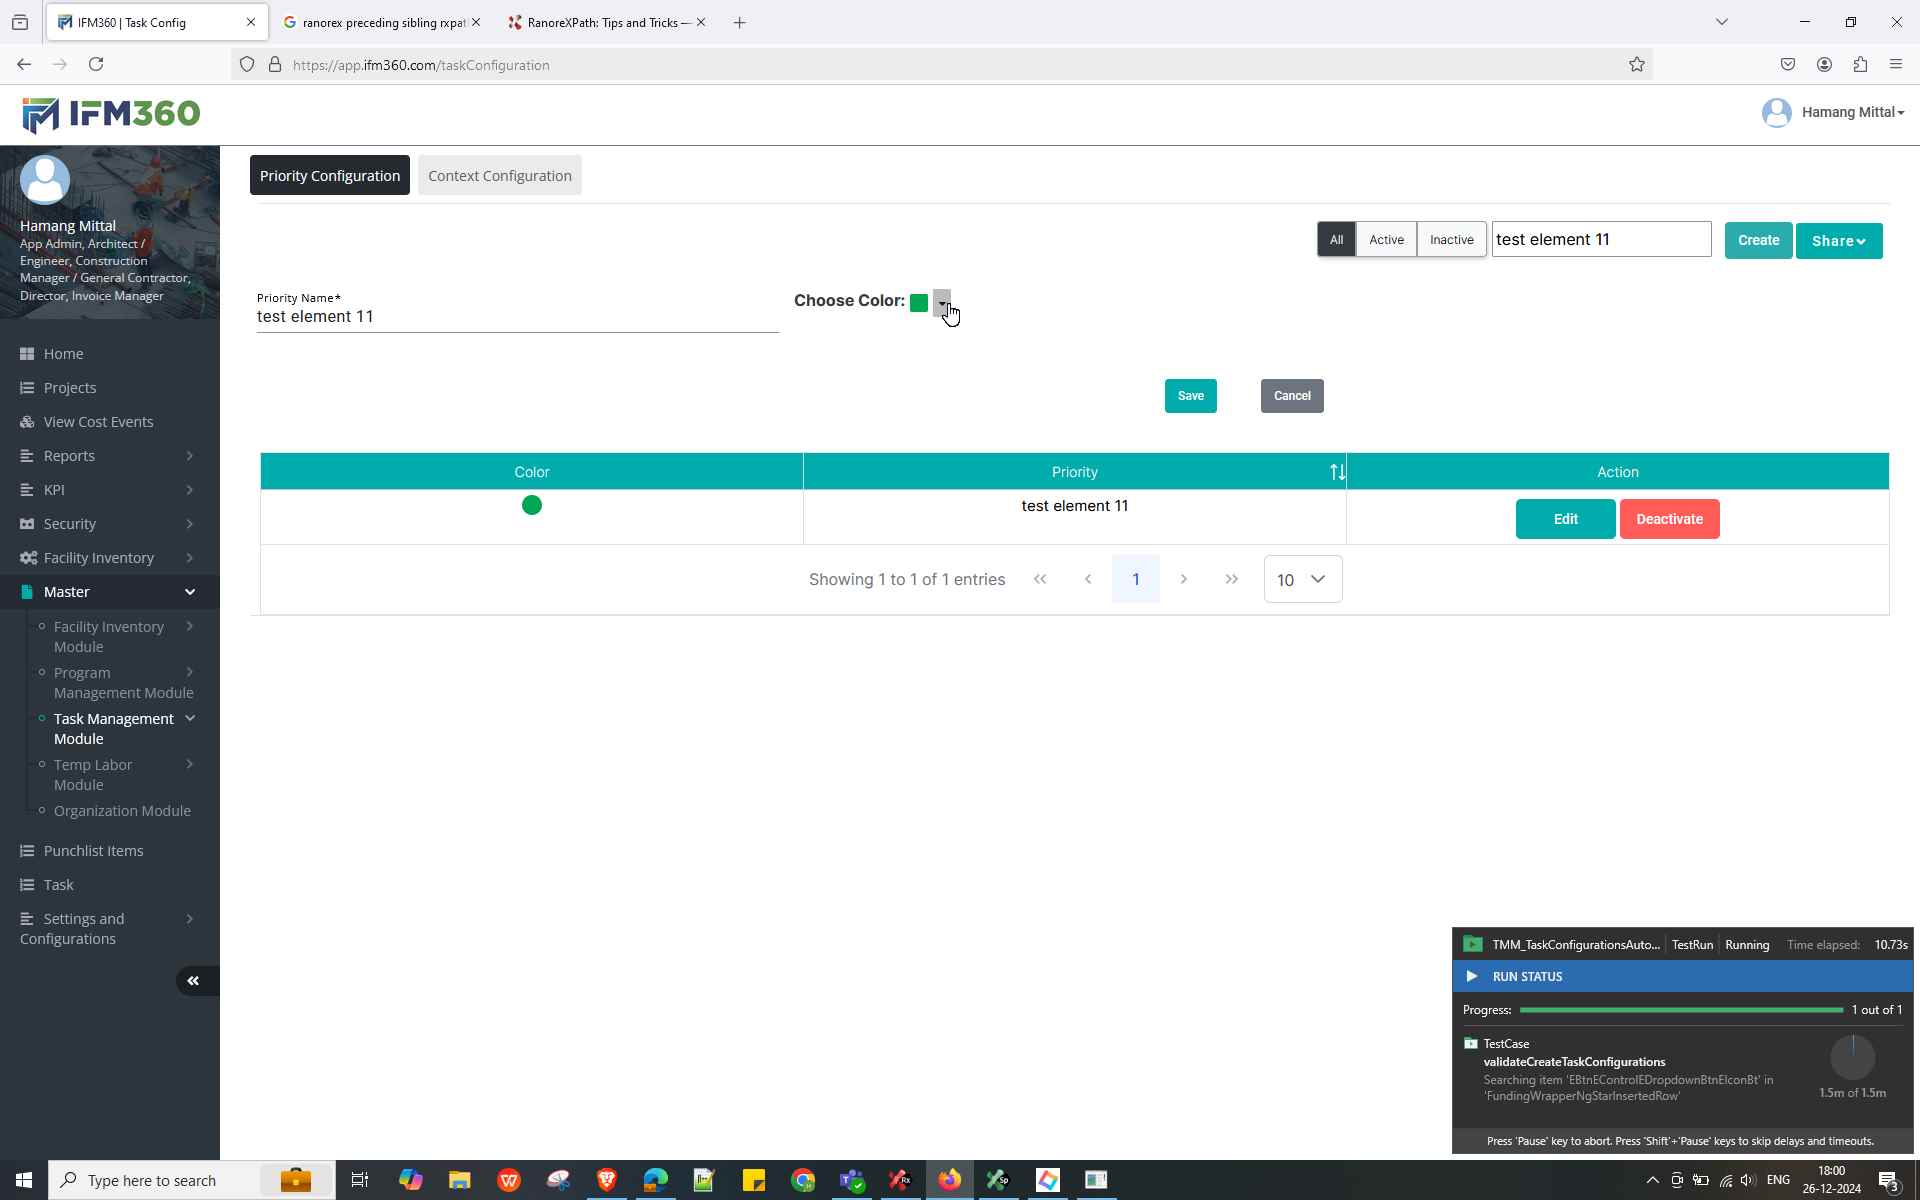 IFM360 | Task Config
ranorex preceding sibling rxpat
RanoreXPath: Tips and Tricks —
https://app.ifm360.com/taskConfiguration
IFM360
Hamang Mittal
Hamang Mittal
App Admin, Architect /
Engineer, Construction
Manager / General Contractor,
Director, Invoice Manager
Home
Projects
View Cost Events
Reports
KPI
Security
Facility Inventory
Master
Facility Inventory
Module
Program
Management Module
Task Management
Module
Temp Labor
Module
Organization Module
Punchlist Items
Task
Settings and
Configurations
Priority Configuration
Context Configuration
All
Active
Inactive
test element 11
Create
Share
Priority Name*
test element 11
Choose Color:
Save
Cancel
Color
Priority
Action
test element 11
Edit
Deactivate
Showing 1 to 1 of 1 entries
1
10
TMM_TaskConfigurationsAuto...
TestRun
Running
Time elapsed:
10.73s
RUN STATUS
Progress:
1 out of 1
TestCase
validateCreateTaskConfigurations
Searching item 'EBtnEControlEDropdownBtnEIconBt' in
'FundingWrapperNgStarInsertedRow'
1.5m of 1.5m
Press 'Pause' key to abort. Press 'Shift'+'Pause' keys to skip delays and timeouts.
Type here to search
ENG
18:00
26-12-2024
3